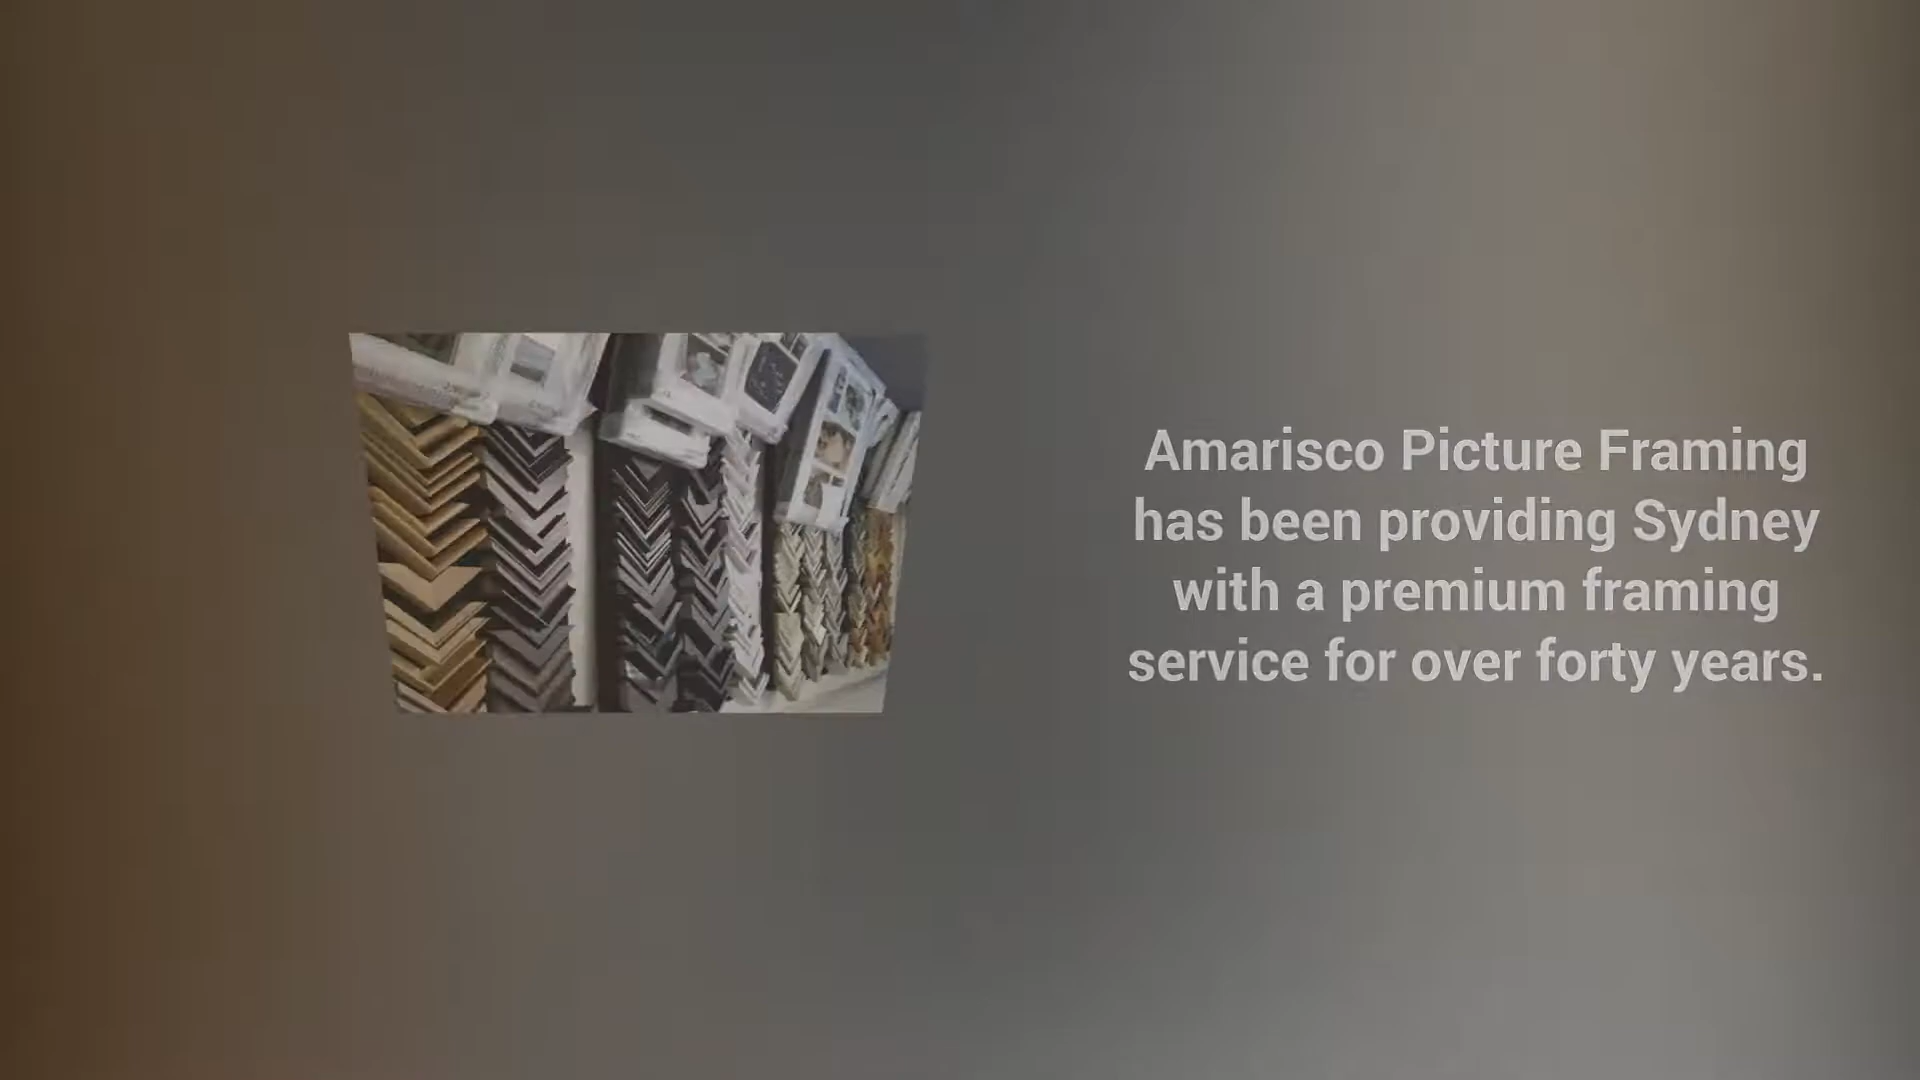 Amarisco Picture Framing
has been providing Sydney
with a premium framing
service for over forty years.